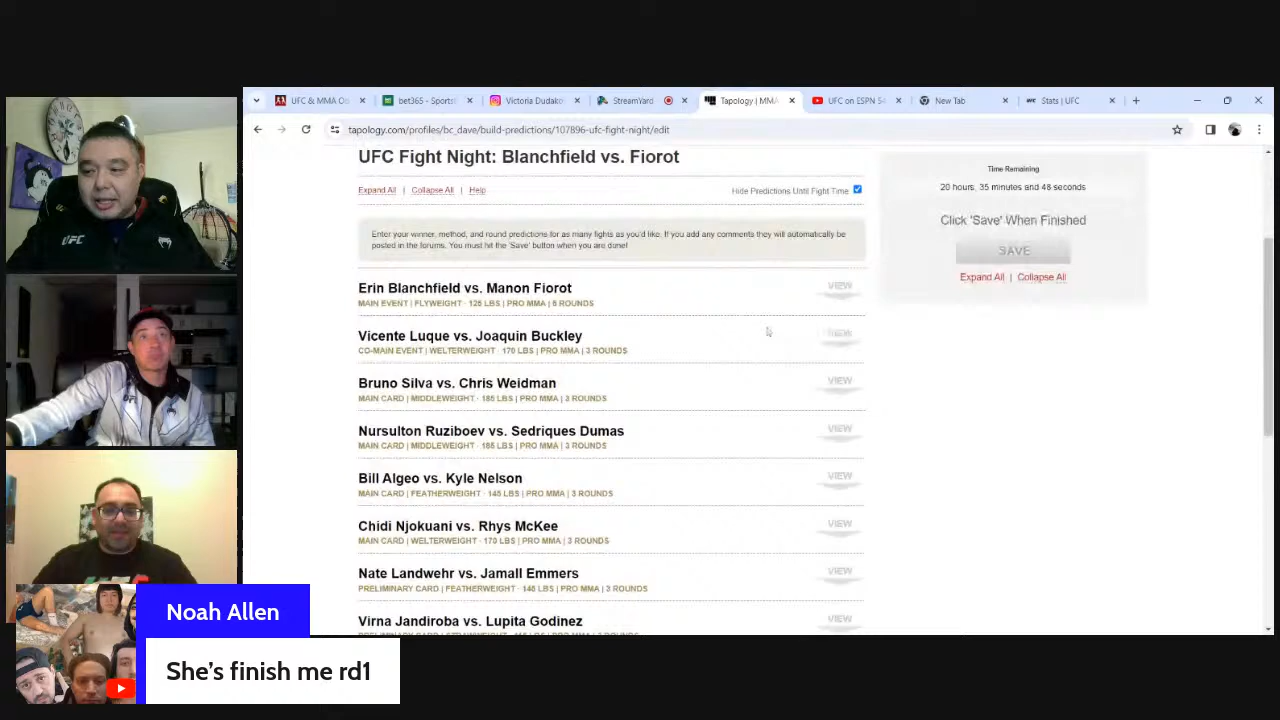 UFC & MMA Od
bet365 - Sports
Victoria Dudako
StreamYard
Tapology | MMA
UFC on ESPN 54
New Tab
Stats | UFC
tapology.com/profiles/bc_dave/build-predictions/107896-ufc-fight-night/edit
UFC Fight Night: Blanchfield vs. Fiorot
Expand All | Collapse All | Help
Hide Predictions Until Fight Time:
Enter your winner, method, and round predictions for as many fights as you'd like. If you add any comments they will automatically be
posted in the forums. You must hit the 'Save' button when you are done!
Erin Blanchfield vs. Manon Fiorot
MAIN EVENT | FLYWEIGHT · 125 LBS | PRO MMA | 5 ROUNDS
VIEW
Vicente Luque vs. Joaquin Buckley
CO-MAIN EVENT | WELTERWEIGHT · 170 LBS | PRO MMA | 3 ROUNDS
VIEW
Bruno Silva vs. Chris Weidman
MAIN CARD | MIDDLEWEIGHT · 185 LBS | PRO MMA | 3 ROUNDS
VIEW
Nursulton Ruziboev vs. Sedriques Dumas
MAIN CARD | MIDDLEWEIGHT · 185 LBS | PRO MMA | 3 ROUNDS
VIEW
Bill Algeo vs. Kyle Nelson
MAIN CARD | FEATHERWEIGHT · 145 LBS | PRO MMA | 3 ROUNDS
VIEW
Chidi Njokuani vs. Rhys McKee
MAIN CARD | WELTERWEIGHT · 170 LBS | PRO MMA | 3 ROUNDS
VIEW
Nate Landwehr vs. Jamall Emmers
PRELIMINARY CARD | FEATHERWEIGHT · 145 LBS | PRO MMA | 3 ROUNDS
VIEW
Virna Jandiroba vs. Lupita Godinez
VIEW
Time Remaining
20 hours, 35 minutes and 48 seconds
Click 'Save' When Finished
SAVE
Expand All | Collapse All
UFC
Noah Allen
She's finish me rd1